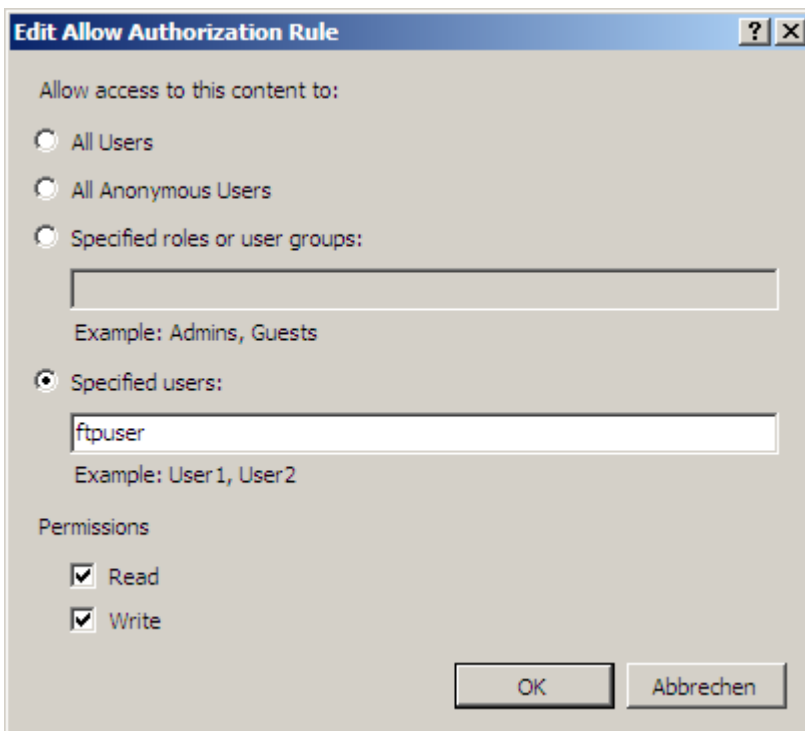 Edit Allow Authorization Rule
Allow access to this content to:
All Users
All Anonymous Users
Specified roles or user groups:
Example: Admins, Guests
Specified users:
ftpuser
Example: User1, User2
Permissions
Read
Write
OK Abbrechen